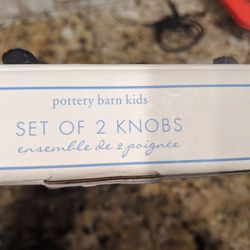 pottery barn kids
SET OF 2 KNOBS
ensemble de 2 poignée